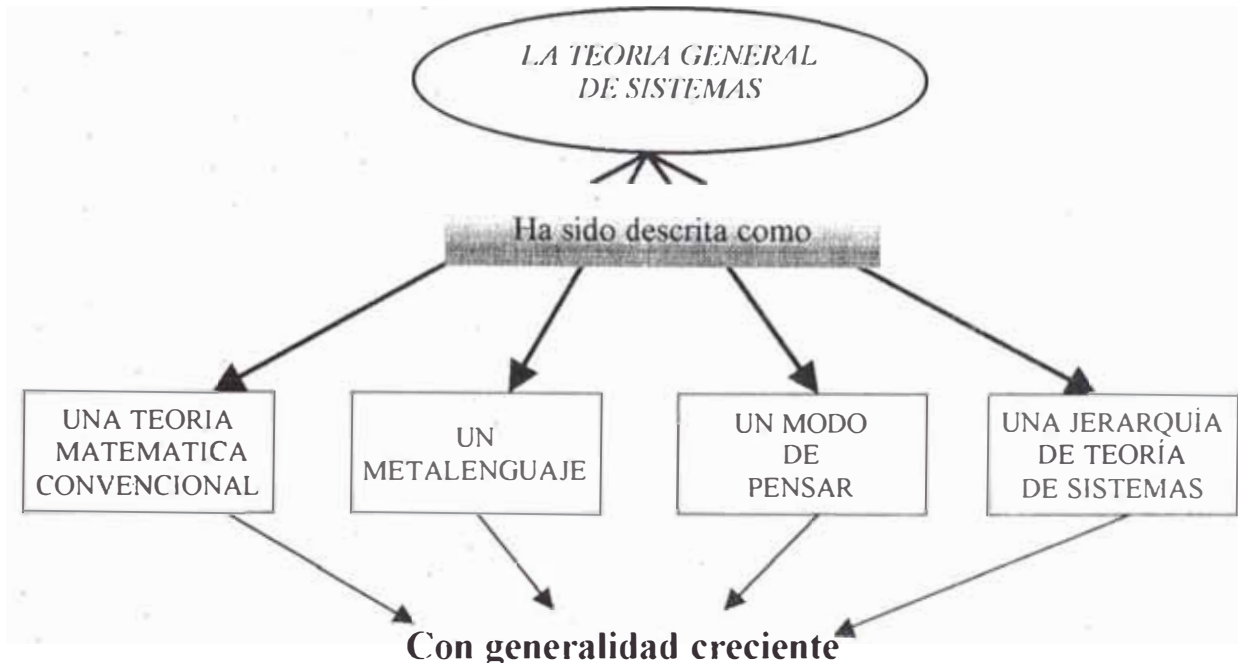 LA TEORIA GENERAL
DE SISTEMAS
Ha sido descrita como
UNA TEORIA
MATEMATICA
CONVENCIONAL
UN
METALENGUAJE
UN MODO
DE
PENSAR
UNA JERARQUÍA
DE TEORÍA
DE SISTEMAS
Con generalidad creciente